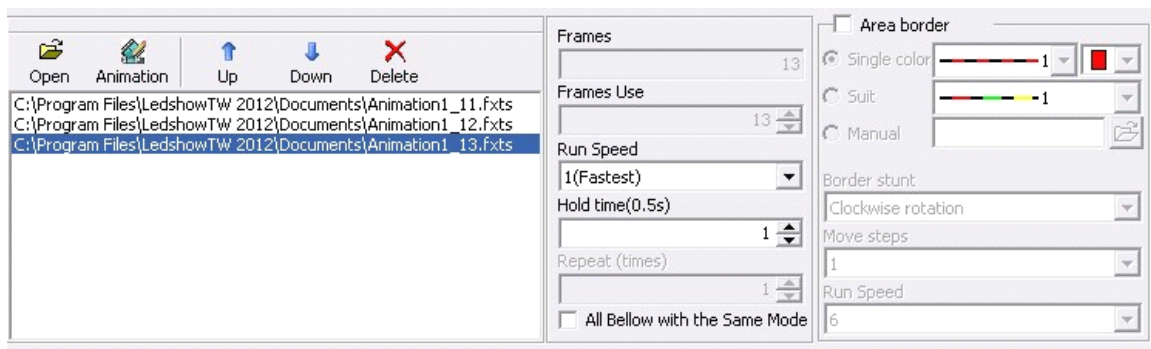 Open Animation Up Down Delete
C:\Program Files\LedshowTW 2012\Documents\Animation1_11.fxts
C:\Program Files\LedshowTW 2012\Documents\Animation1_12.fxts
C:\Program Files\LedshowTW 2012\Documents\Animation1_13.fxts
Frames
13
Frames Use
13
Run Speed
1(Fastest)
Hold time(0.5s)
1
Repeat (times)
1
All Bellow with the Same Mode
Area border
Single color 1
Suit 1
Manual
Border stunt
Clockwise rotation
Move steps
1
Run Speed
6